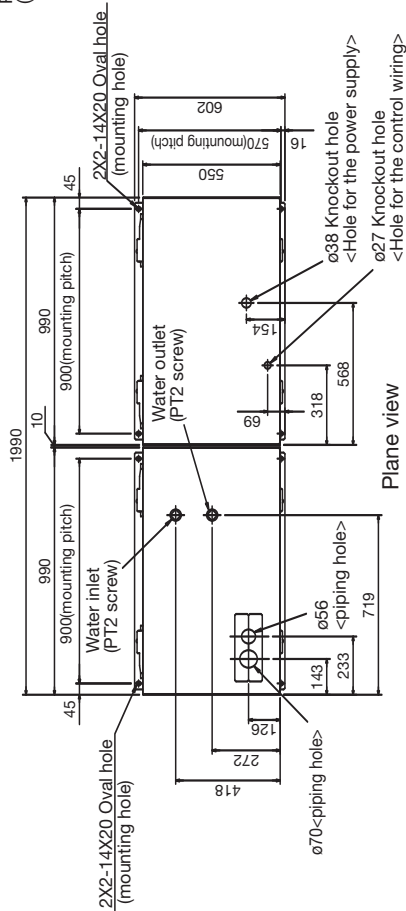 1990
990
10
990
45
900(mounting pitch)
900(mounting pitch)
45
2X2-14X20 Oval hole
(mounting hole)
2X2-14X20 Oval hole
(mounting hole)
Water inlet
(PT2 screw)
Water outlet
(PT2 screw)
602
570(mounting pitch)
550
16
418
272
126
154
69
318
568
143
233
719
ø56
<piping hole>
ø70<piping hole>
ø38 Knockout hole
<Hole for the power supply>
ø27 Knockout hole
<Hole for the control wiring>
Plane view